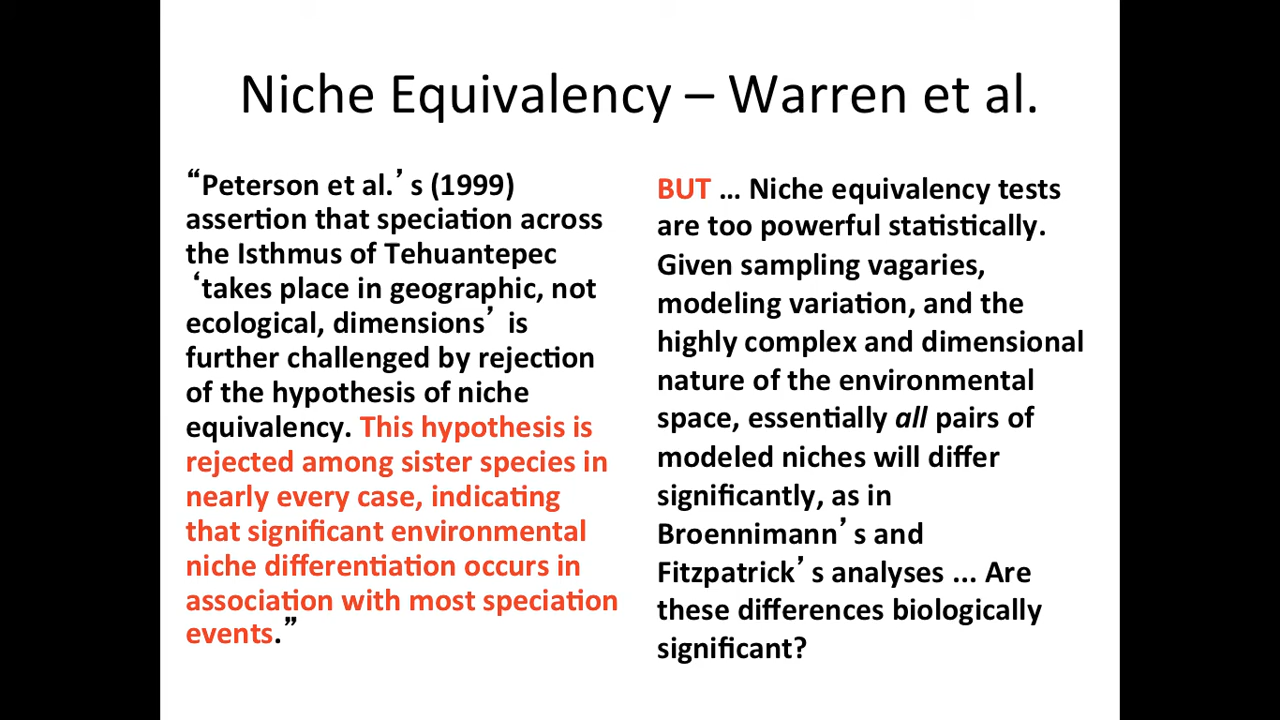 Niche Equivalency – Warren et al.
“Peterson et al.’s (1999)
assertion that speciation across
the Isthmus of Tehuantepec
‘takes place in geographic, not
ecological, dimensions’ is
further challenged by rejection
of the hypothesis of niche
equivalency. This hypothesis is
rejected among sister species in
nearly every case, indicating
that significant environmental
niche differentiation occurs in
association with most speciation
events.”
BUT ... Niche equivalency tests
are too powerful statistically.
Given sampling vagaries,
modeling variation, and the
highly complex and dimensional
nature of the environmental
space, essentially all pairs of
modeled niches will differ
significantly, as in
Broennimann’s and
Fitzpatrick’s analyses ... Are
these differences biologically
significant?